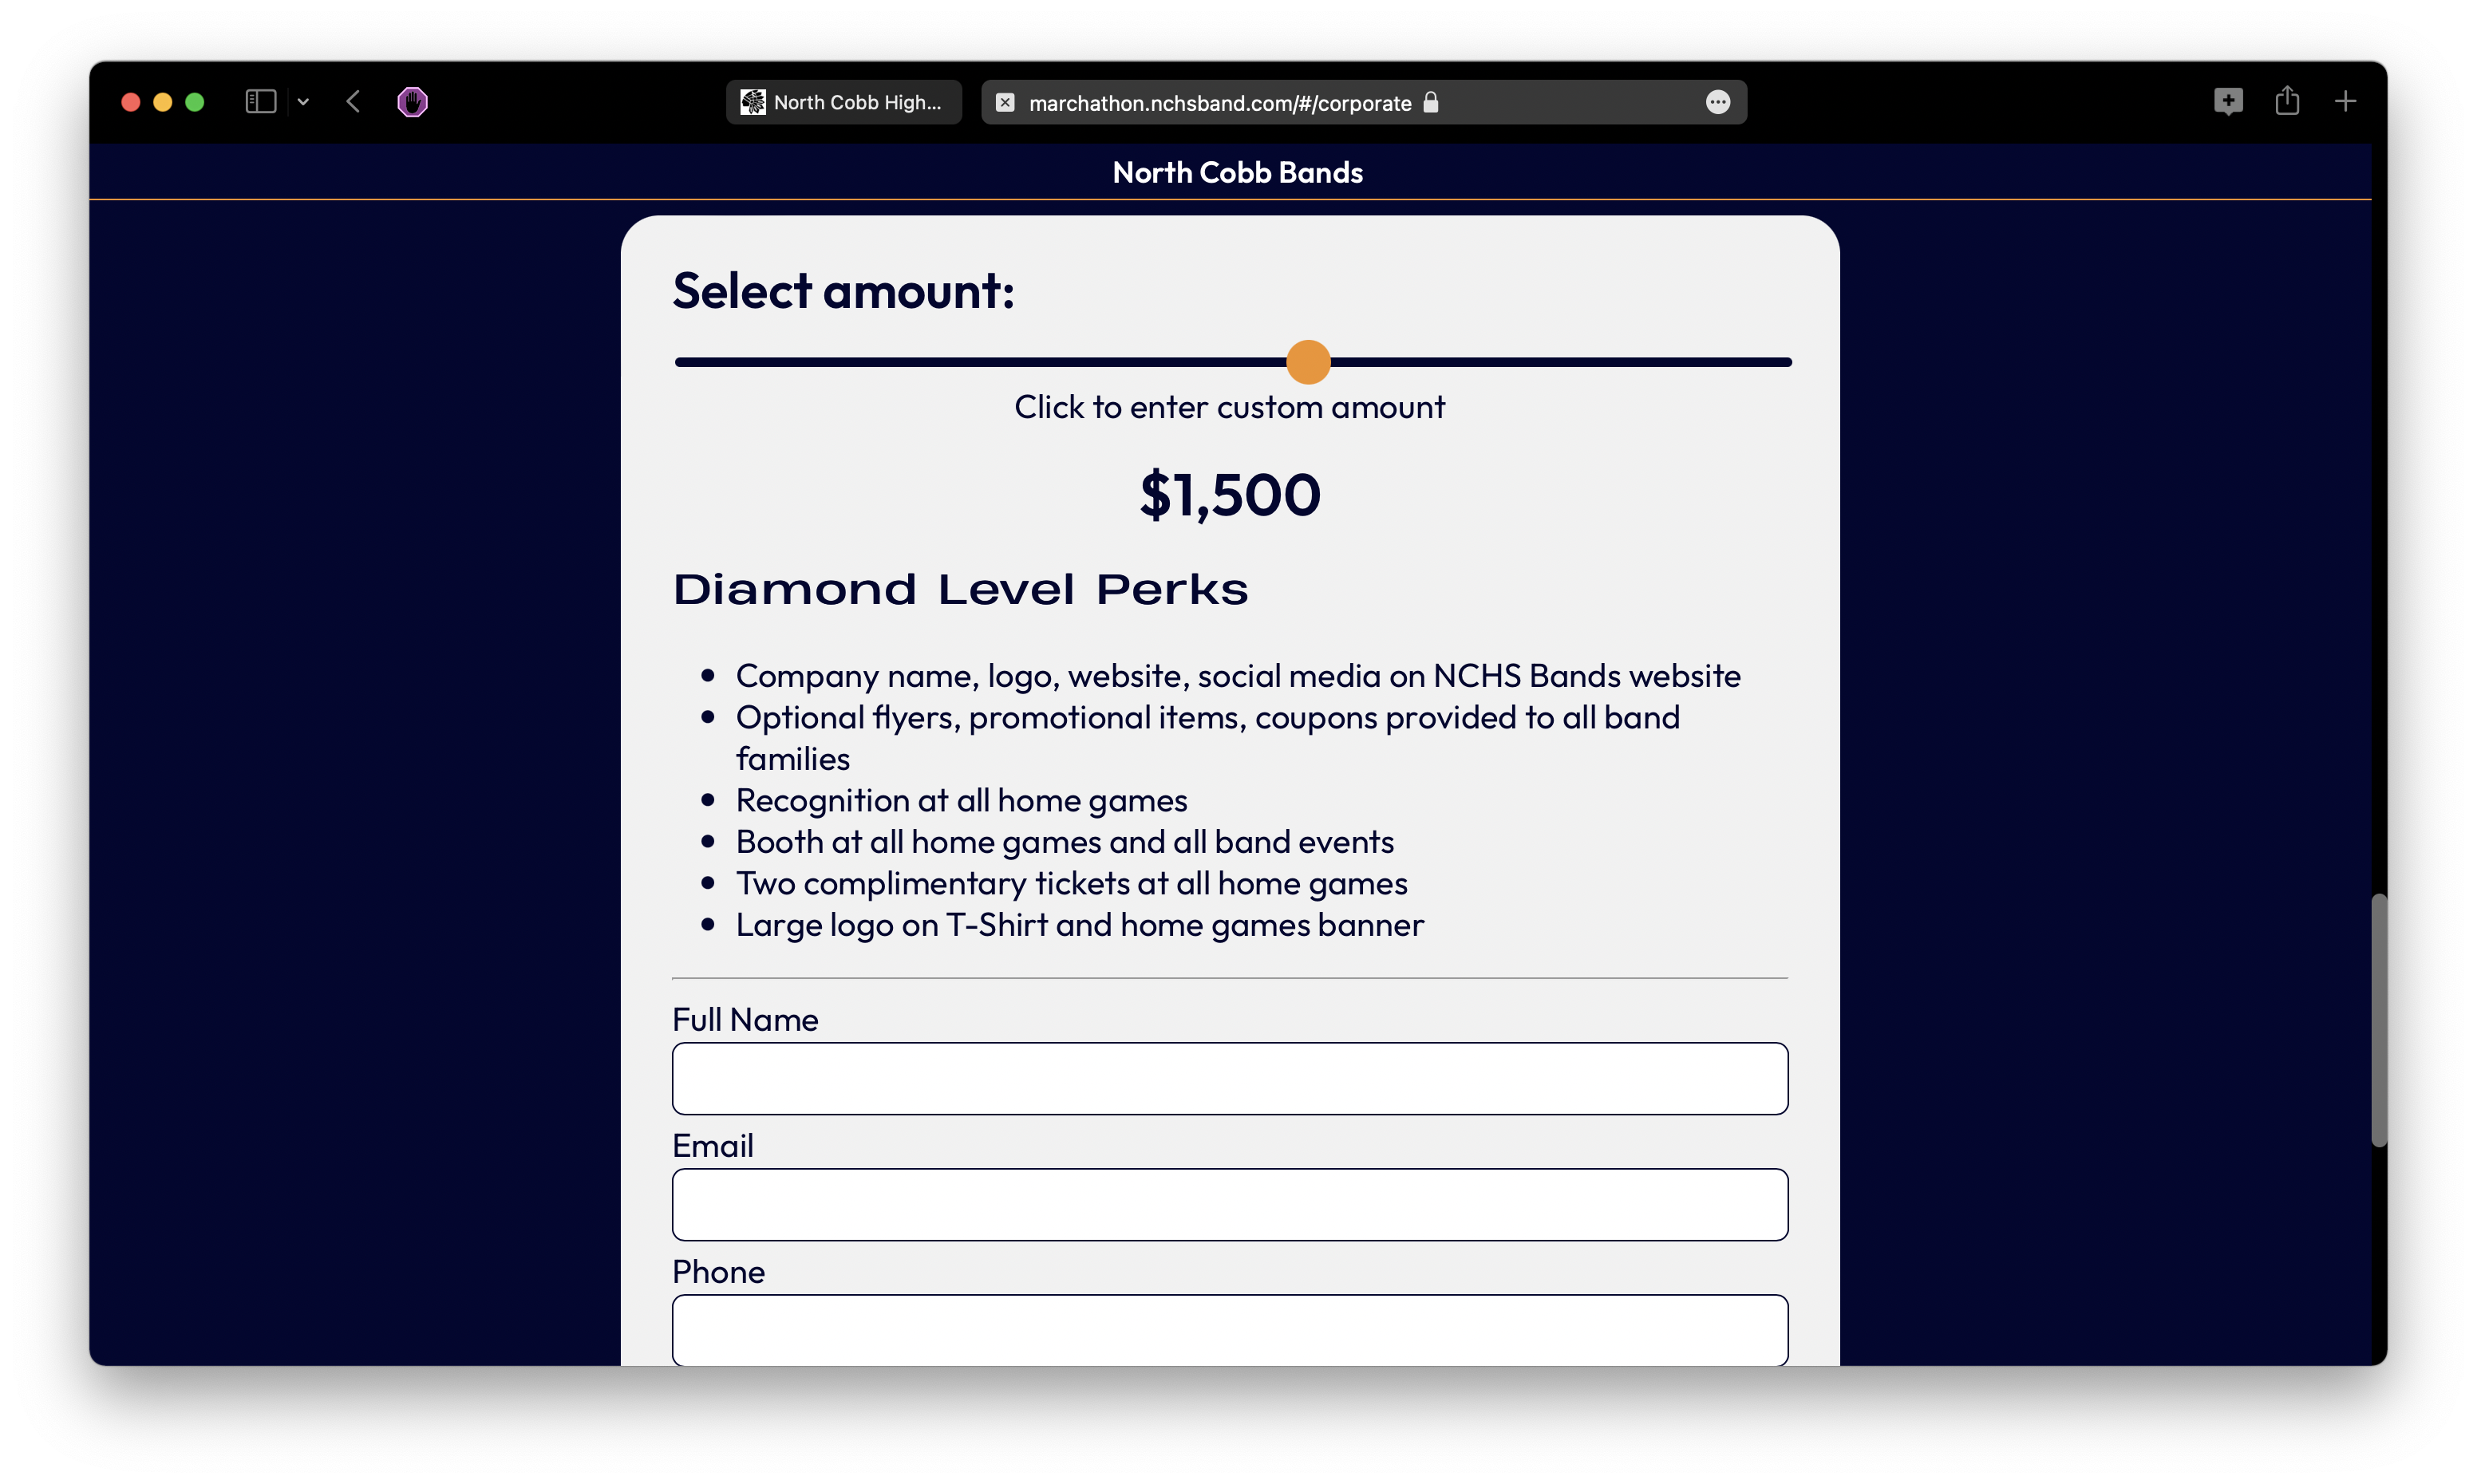 North Cobb High...
marchathon.nchsband.com/#/corporate
North Cobb Bands
Select amount:
Click to enter custom amount
$1,500
Diamond Level Perks
Company name, logo, website, social media on NCHS Bands website
Optional flyers, promotional items, coupons provided to all band
families
Recognition at all home games
Booth at all home games and all band events
Two complimentary tickets at all home games
Large logo on T-Shirt and home games banner
Full Name
Email
Phone